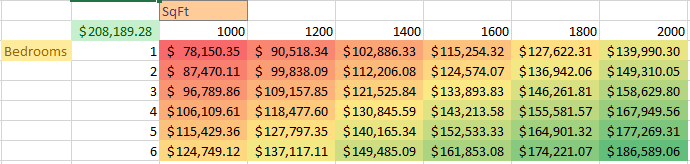 SqFt
$208,189.28 1000 1200 1400 1600 1800 2000
Bedrooms 1 $ 78,150.35 $ 90,518.34 $102,886.33 $115,254.32 $127,622.31 $139,990.30
2 $ 87,470.11 $ 99,838.09 $112,206.08 $124,574.07 $136,942.06 $149,310.05
3 $ 96,789.86 $109,157.85 $121,525.84 $133,893.83 $146,261.81 $158,629.80
4 $106,109.61 $118,477.60 $130,845.59 $143,213.58 $155,581.57 $167,949.56
5 $115,429.36 $127,797.35 $140,165.34 $152,533.33 $164,901.32 $177,269.31
6 $124,749.12 $137,117.11 $149,485.09 $161,853.08 $174,221.07 $186,589.06